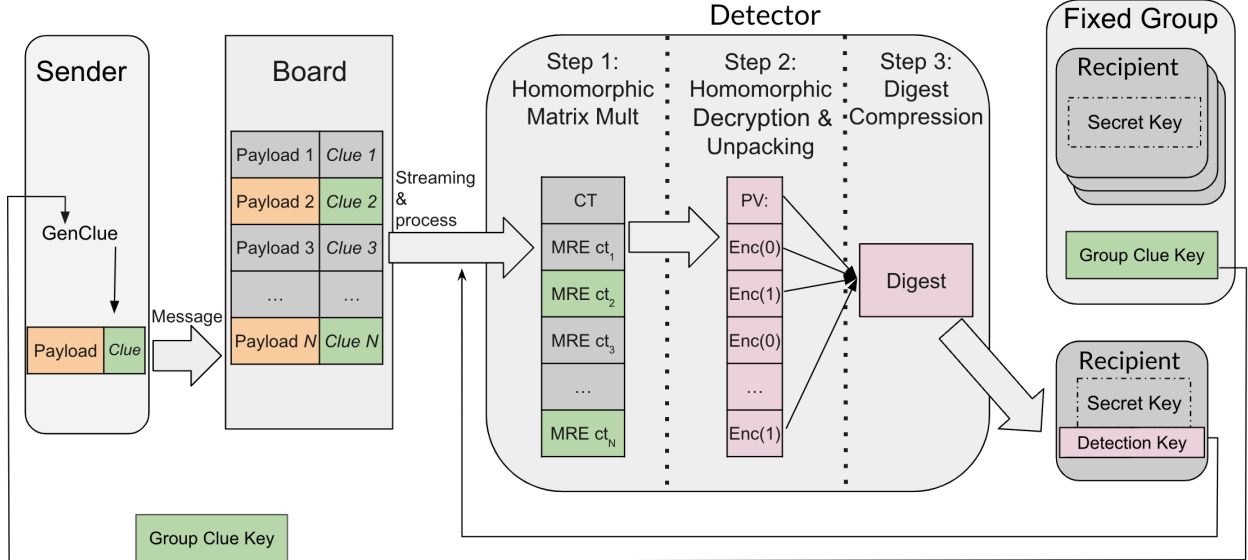 Detector
Sender
GenClue
Payload Clue
Message
Board
Payload 1 Clue 1
Payload 2 Clue 2
Payload 3 Clue 3
... ...
Payload N Clue N
Streaming
&
process
Step 1:
Homomorphic
Matrix Mult
CT
MRE ct1
MRE ct2
MRE ct3
...
MRE ctN
Step 2:
Homomorphic
Decryption &
Unpacking
PV:
Enc(0)
Enc(1)
Enc(0)
...
Enc(1)
Step 3:
Digest
Compression
Digest
Fixed Group
Recipient
Secret Key
Group Clue Key
Recipient
Secret Key
Detection Key
Group Clue Key